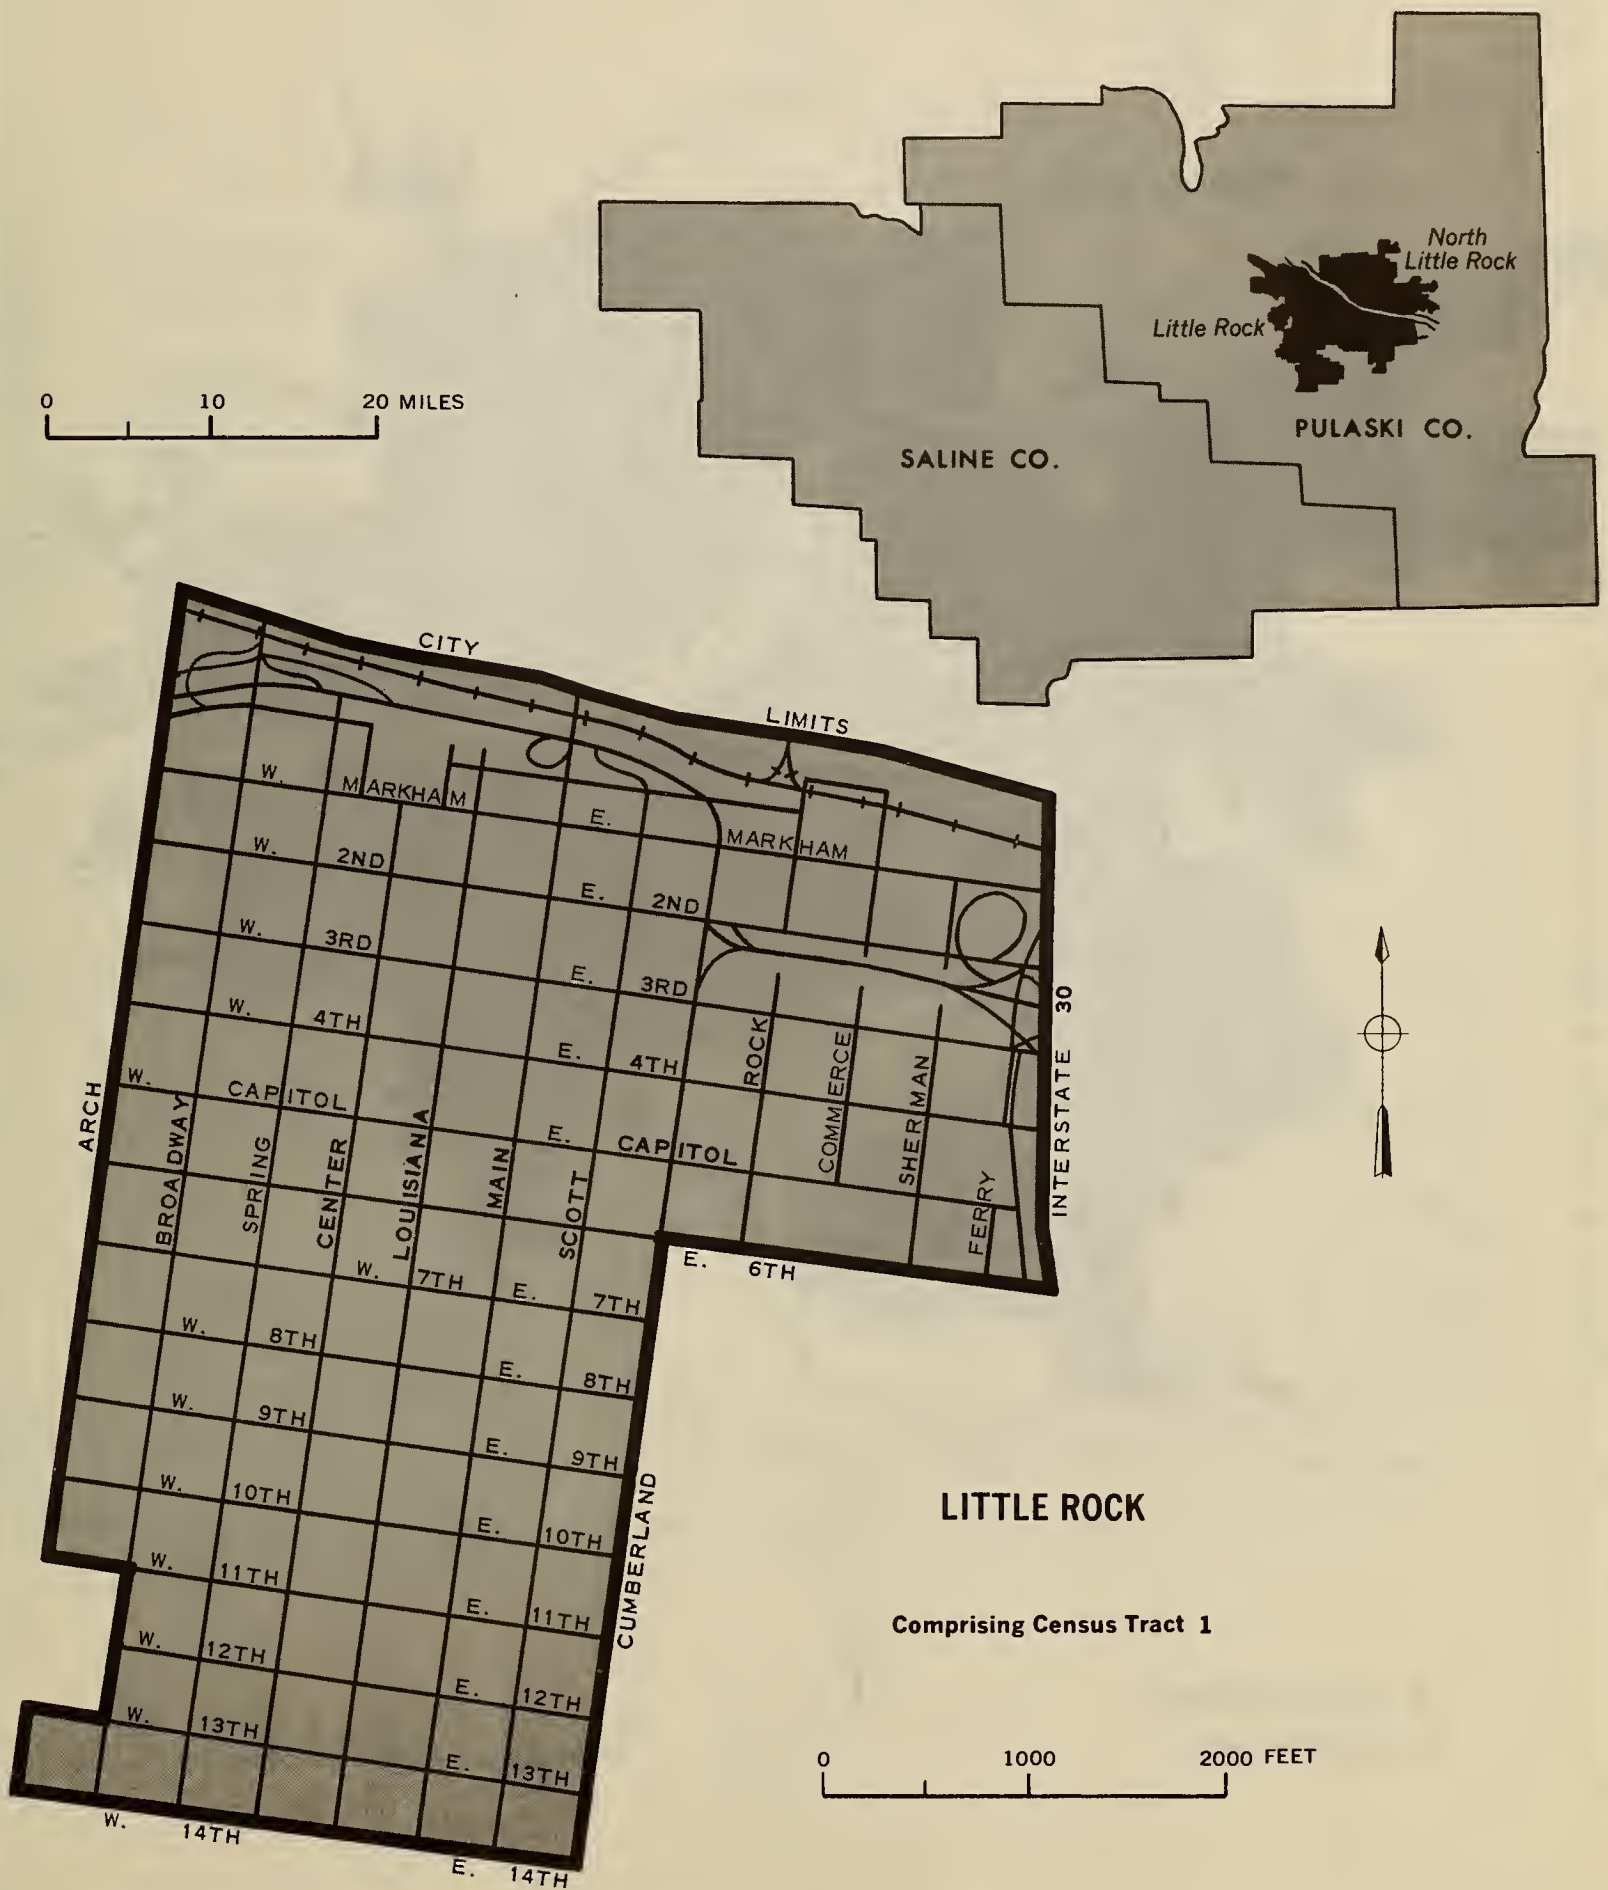 North
Little Rock
Little Rock
0 10 20 MILES
PULASKI CO.
SALINE CO.
CITY
LIMITS
W. MARKHAM
E. MARKHAM
W. 2ND
E. 2ND
W. 3RD
E. 3RD
W. 4TH
E. 4TH
W. CAPITOL
E. CAPITOL
ARCH
BROADWAY
SPRING
CENTER
LOUISIANA
MAIN
SCOTT
ROCK
COMMERCE
SHERMAN
FERRY
INTERSTATE 30
E. 6TH
W. 7TH
E. 7TH
W. 8TH
E. 8TH
W. 9TH
E. 9TH
W. 10TH
E. 10TH
W. 11TH
E. 11TH
W. 12TH
E. 12TH
W. 13TH
E. 13TH
W. 14TH
E. 14TH
CUMBERLAND
LITTLE ROCK
Comprising Census Tract 1
0 1000 2000 FEET